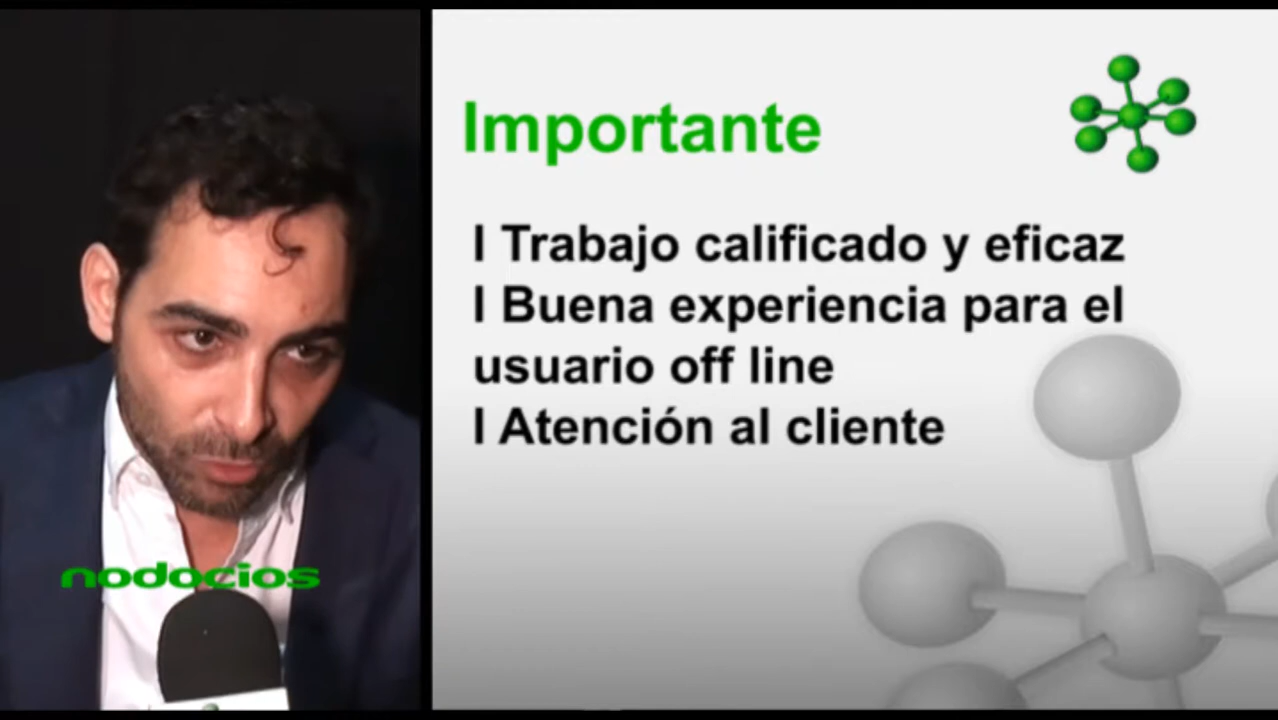 Importante
I Trabajo calificado y eficaz
I Buena experiencia para el
usuario off line
I Atención al cliente
nodocios